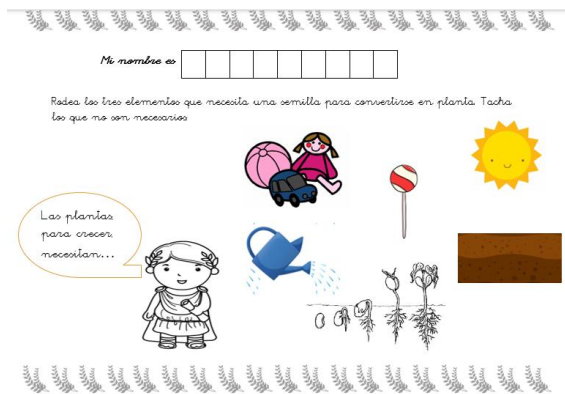 Mi nombre es
Rodea los tres elementos que necesita una semilla para convertirse en planta. Tacha
los que no son necesarios
Las plantas,
para crecer,
necesitan...